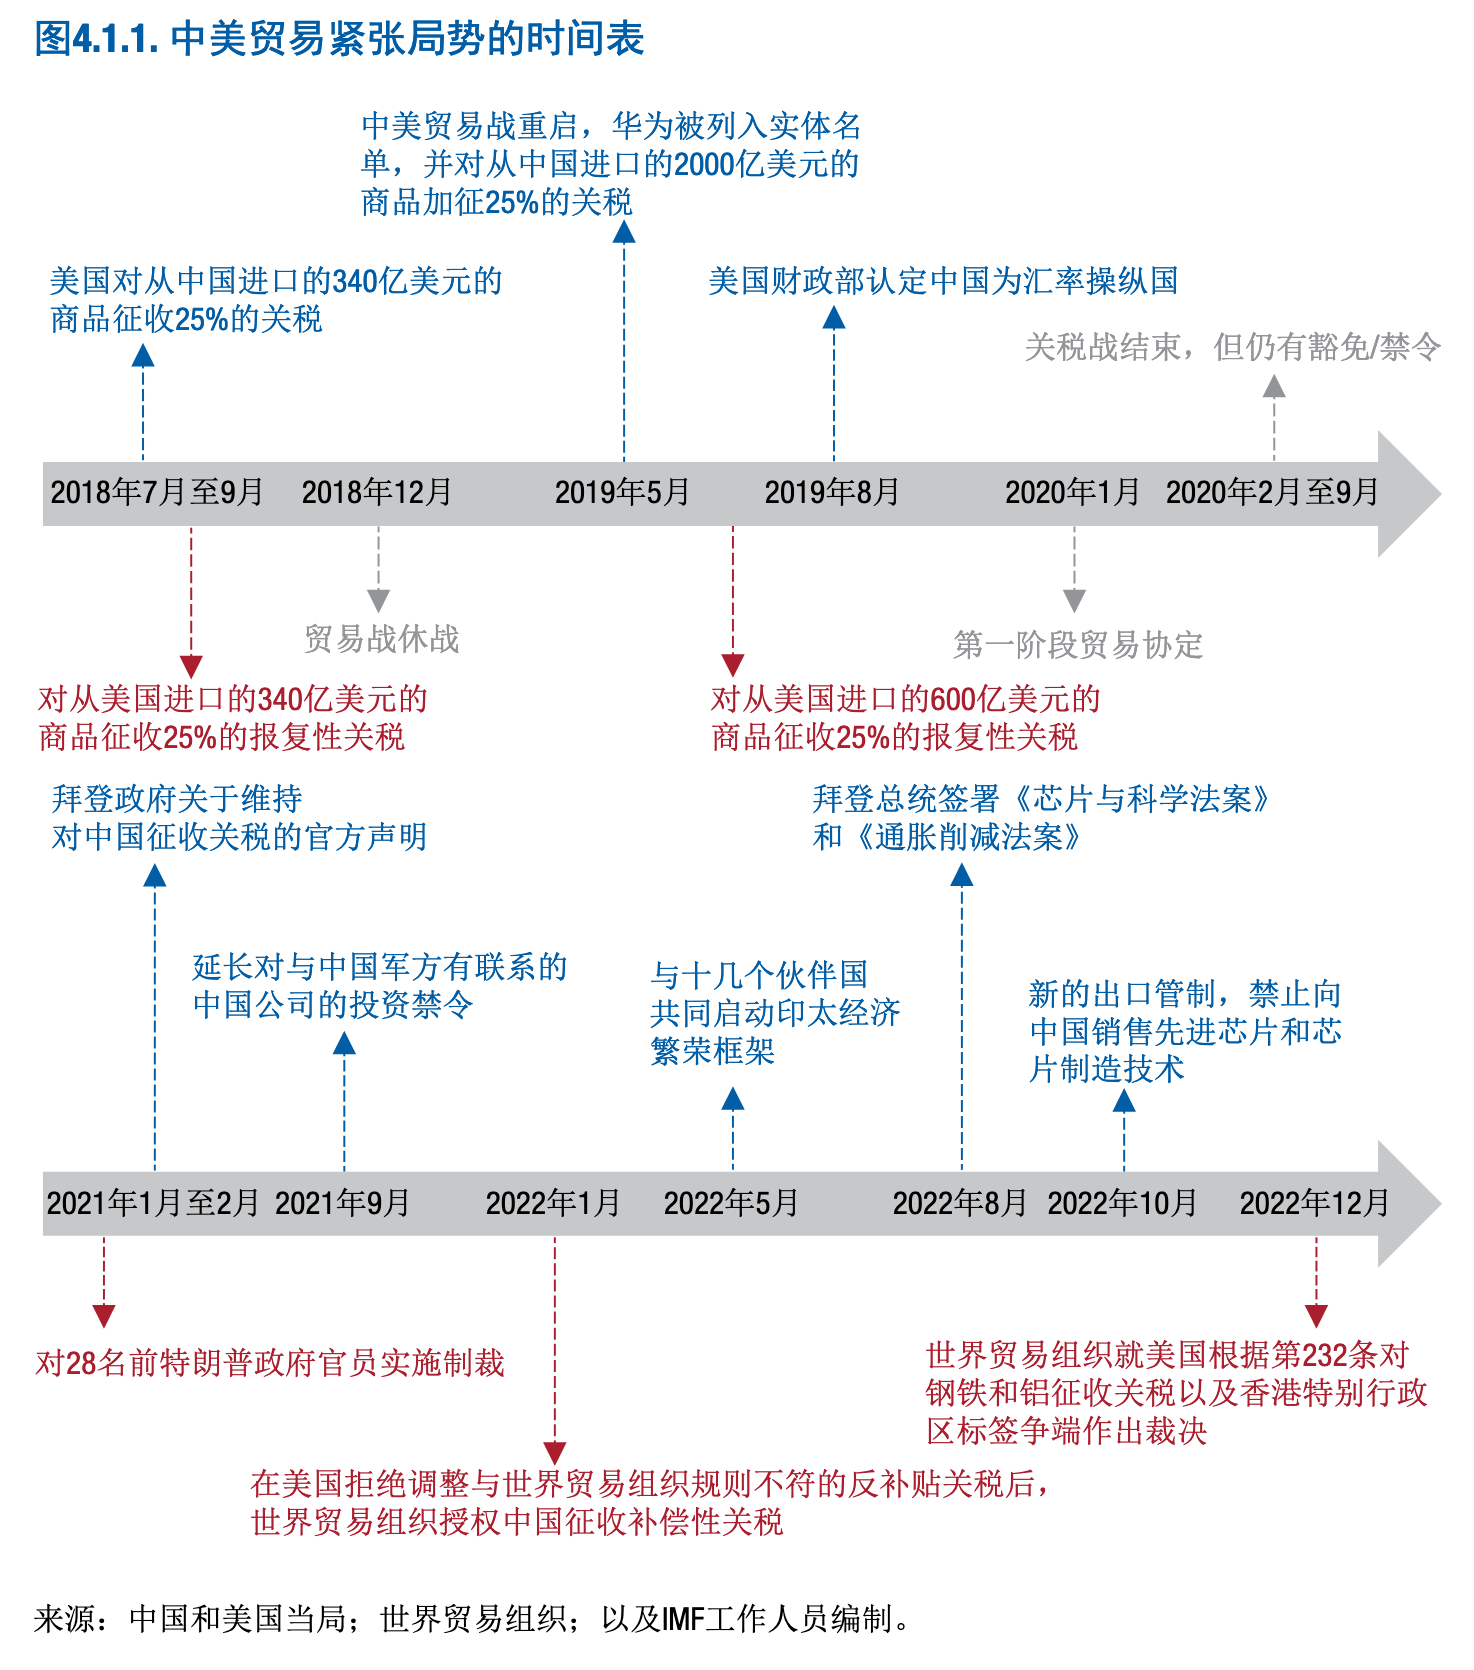 图4.1.1. 中美贸易紧张局势的时间表
中美贸易战重启，华为被列入实体名
单，并对从中国进口的2000亿美元的
商品加征25%的关税
美国对从中国进口的340亿美元的
商品征收25%的关税
美国财政部认定中国为汇率操纵国
关税战结束，但仍有豁免/禁令
2018年7月至9月 2018年12月 2019年5月 2019年8月 2020年1月 2020年2月至9月
贸易战休战
第一阶段贸易协定
对从美国进口的340亿美元的
商品征收25%的报复性关税
对从美国进口的600亿美元的
商品征收25%的报复性关税
拜登政府关于维持
对中国征收关税的官方声明
拜登总统签署《芯片与科学法案》
和《通胀削减法案》
延长对与中国军方有联系的
中国公司的投资禁令
与十几个伙伴国
共同启动印太经济
繁荣框架
新的出口管制，禁止向
中国销售先进芯片和芯
片制造技术
2021年1月至2月 2021年9月 2022年1月 2022年5月 2022年8月 2022年10月 2022年12月
对28名前特朗普政府官员实施制裁
世界贸易组织就美国根据第232条对
钢铁和铝征收关税以及香港特别行政
区标签争端作出裁决
在美国拒绝调整与世界贸易组织规则不符的反补贴关税后，
世界贸易组织授权中国征收补偿性关税
来源：中国和美国当局；世界贸易组织；以及IMF工作人员编制。